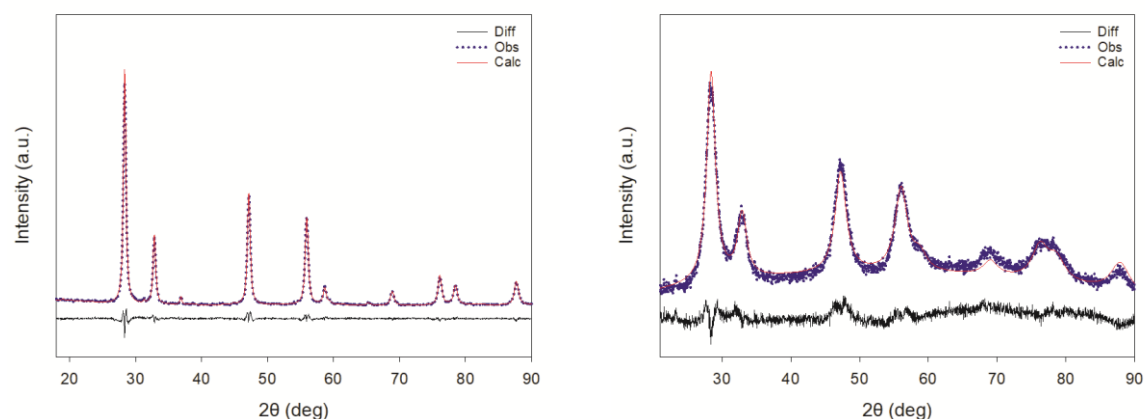 Diff
Obs
Calc
Intensity (a.u.)
20 30 40 50 60 70 80 90
2θ (deg)
Diff
Obs
Calc
Intensity (a.u.)
30 40 50 60 70 80 90
2θ (deg)